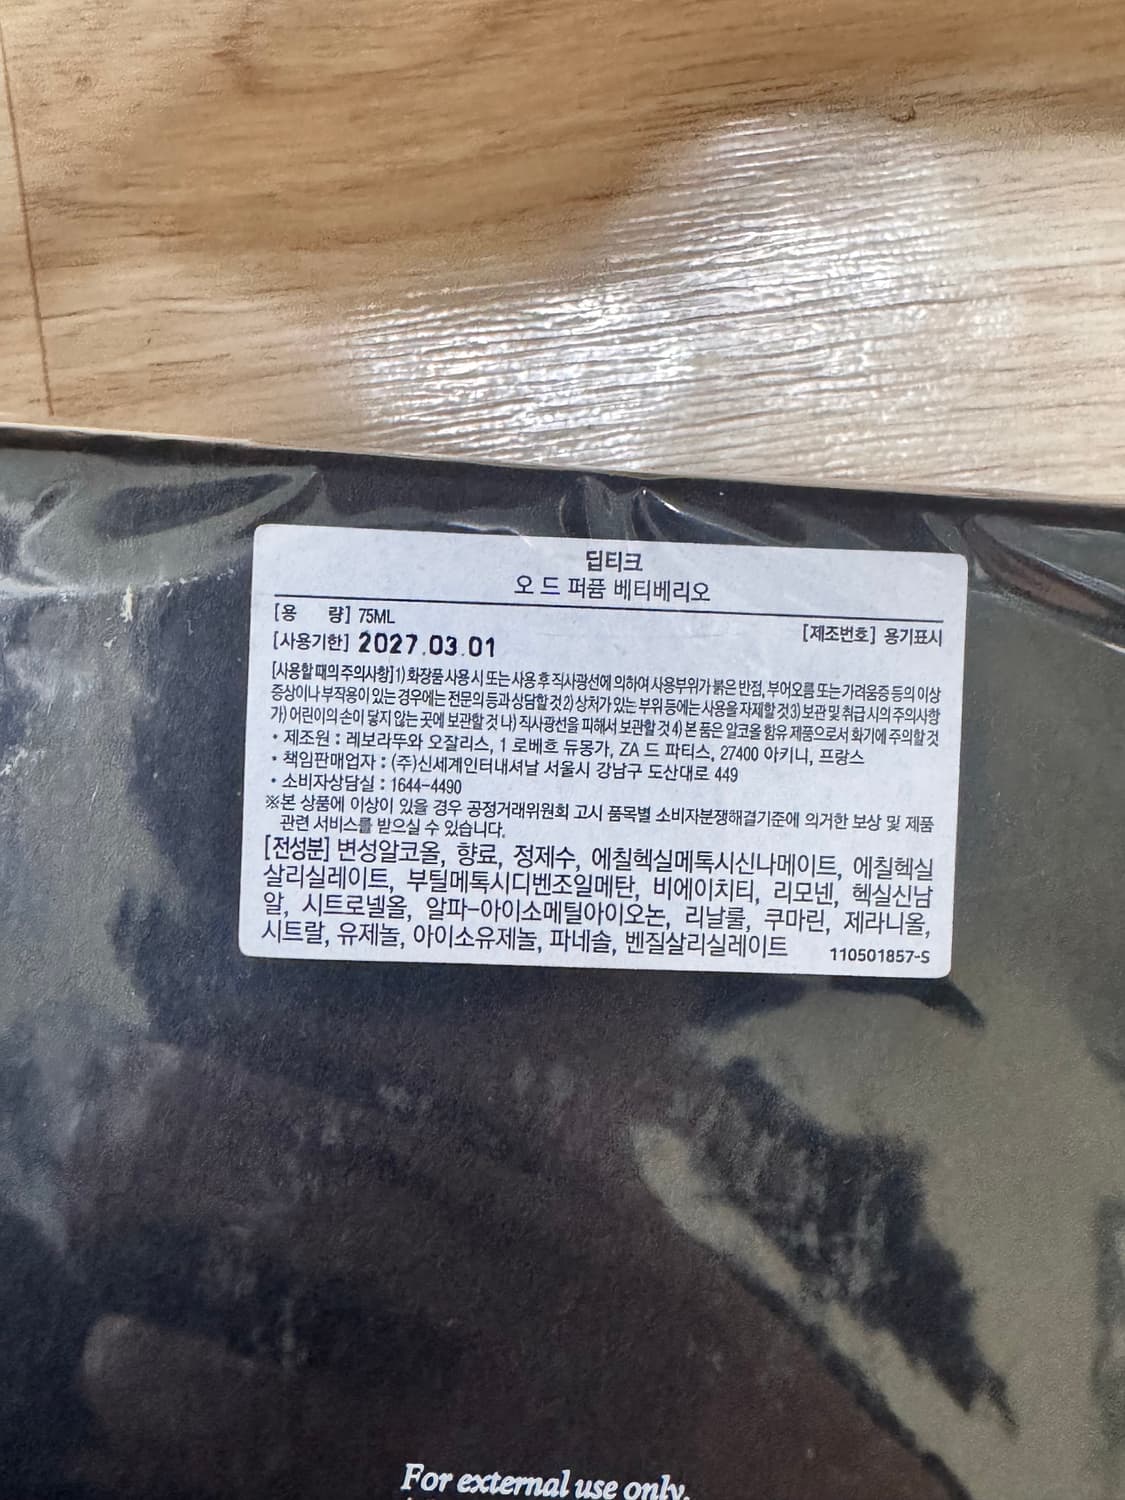 딥티크
오 드 퍼퓸 베티베리오
[용 량] 75ML
[제조번호] 용기표시
[사용기한] 2027.03.01
[사용할 때의 주의사항] 1) 화장품 사용 시 또는 사용 후 직사광선에 의하여 사용부위가 붉은 반점, 부어오름 또는 가려움증 등의 이상
증상이나 부작용이 있는 경우에는 전문의 등과 상담할 것 2) 상처가 있는 부위 등에는 사용을 자제할 것 3) 보관 및 취급 시의 주의사항
가) 어린이의 손이 닿지 않는 곳에 보관할 것 나) 직사광선을 피해서 보관할 것 4) 본 품은 알코올 함유 제품으로서 화기에 주의할 것
• 제조원 : 레보라뚜와 오잘리스, 1 로베흐 듀몽가, ZA 드 파티스, 27400 아키니, 프랑스
• 책임판매업자 : (주)신세계인터내셔날 서울시 강남구 도산대로 449
• 소비자상담실 : 1644-4490
※본 상품에 이상이 있을 경우 공정거래위원회 고시 품목별 소비자분쟁해결기준에 의거한 보상 및 제품
관련 서비스를 받으실 수 있습니다.
[전성분] 변성알코올, 향료, 정제수, 에칠헥실메톡시신나메이트, 에칠헥실
살리실레이트, 부틸메톡시디벤조일메탄, 비에이치티, 리모넨, 헥실신남
알, 시트로넬올, 알파-아이소메틸아이오논, 리날룰, 쿠마린, 제라니올,
시트랄, 유제놀, 아이소유제놀, 파네솔, 벤질살리실레이트
110501857-S
For external use only.